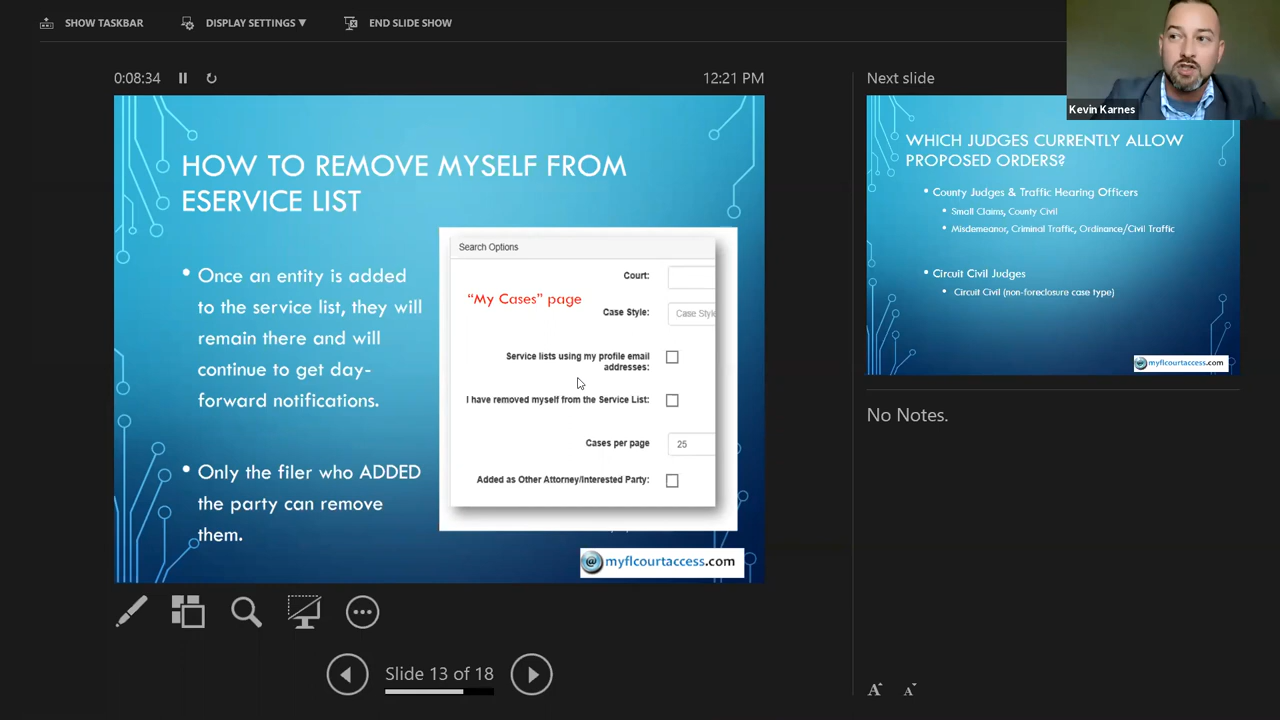 SHOW TASKBAR
DISPLAY SETTINGS ▼
END SLIDE SHOW
0:08:34
12:21 PM
HOW TO REMOVE MYSELF FROM
ESERVICE LIST
• Once an entity is added
to the service list, they will
remain there and will
continue to get day-
forward notifications.
• Only the filer who ADDED
the party can remove
them.
Search Options
Court:
"My Cases" page
Case Style:
Case Style
Service lists using my profile email
addresses:
I have removed myself from the Service List:
Cases per page
25
Added as Other Attorney/Interested Party:
@myflcourtaccess.com
Slide 13 of 18
Next slide
Kevin Karnes
WHICH JUDGES CURRENTLY ALLOW
PROPOSED ORDERS?
• County Judges & Traffic Hearing Officers
• Small Claims, County Civil
• Misdemeanor, Criminal Traffic, Ordinance/Civil Traffic
• Circuit Civil Judges
• Circuit Civil (non-foreclosure case type)
@myflcourtaccess.com
No Notes.
A A